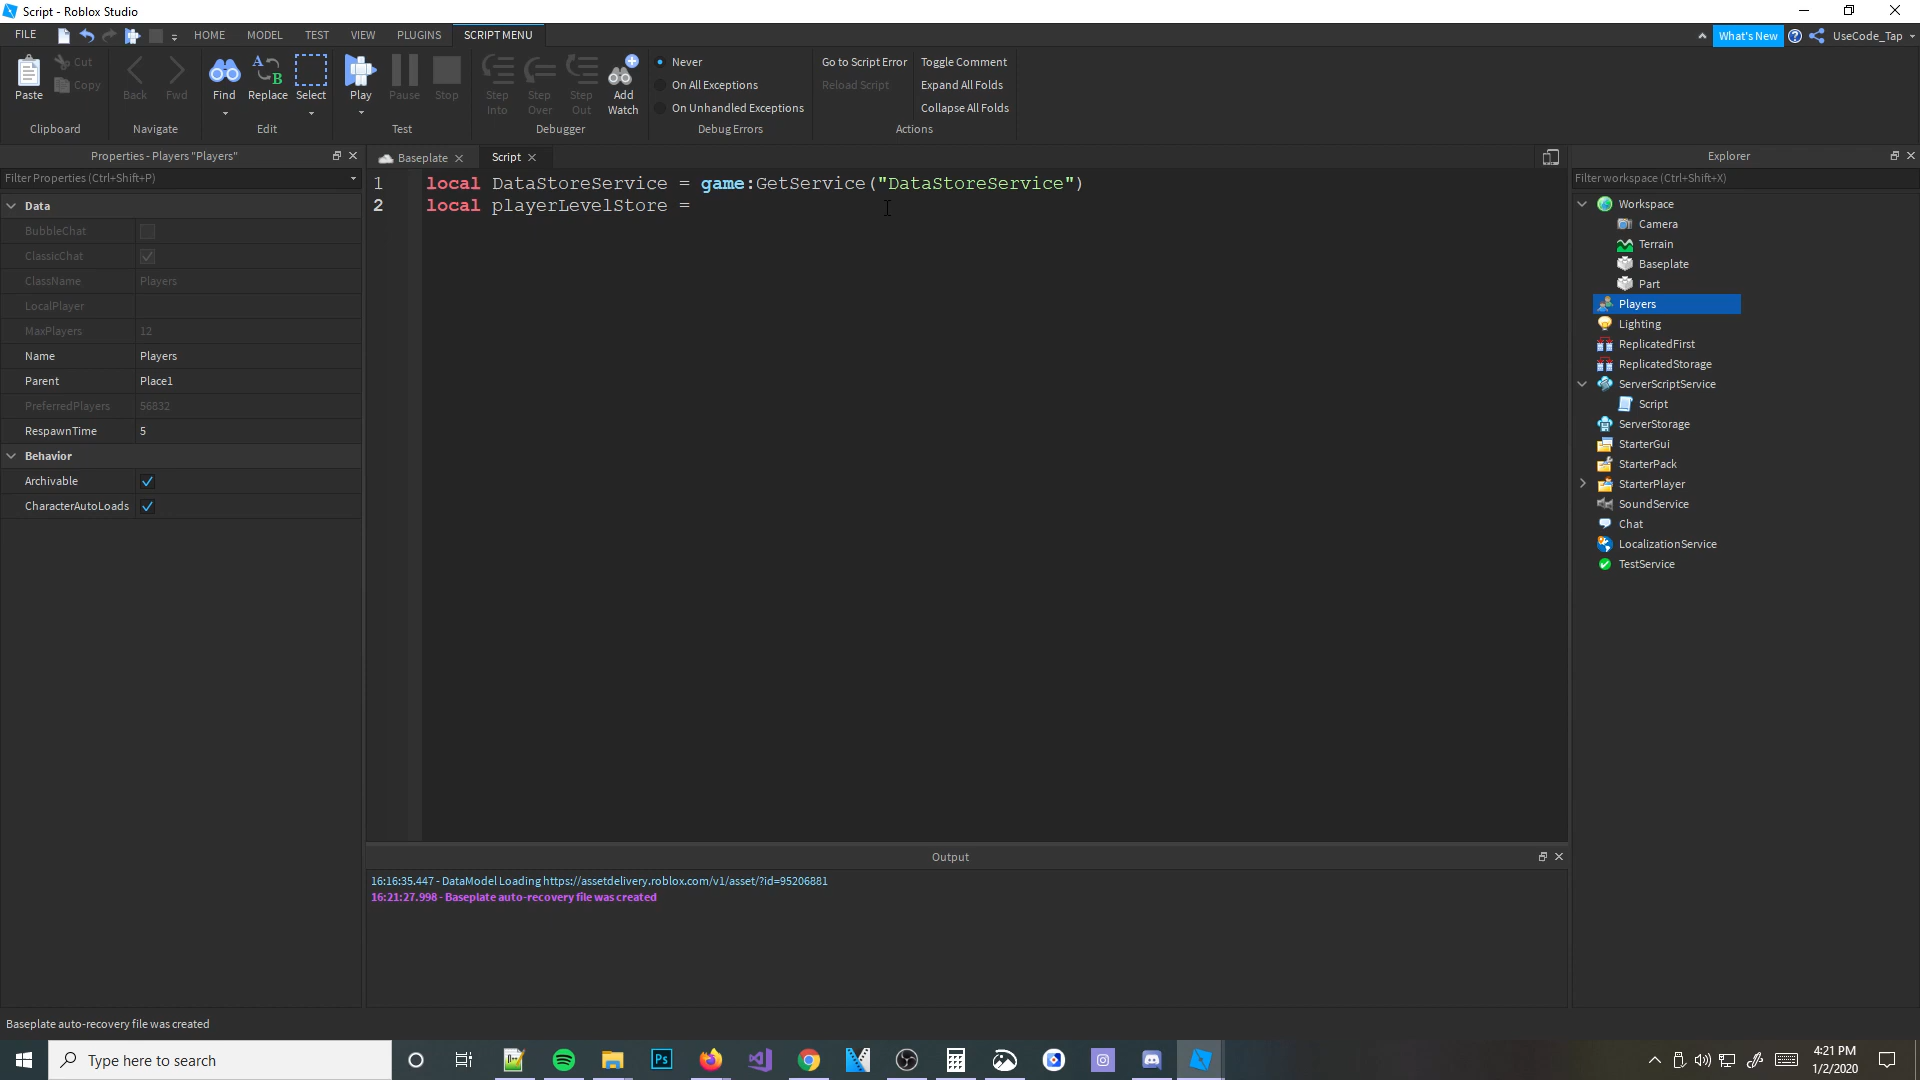 Script - Roblox Studio
FILE HOME MODEL TEST VIEW PLUGINS SCRIPT MENU What's New UseCode_Tap
Paste Cut Copy
Clipboard
Back Fwd
Navigate
Find Replace Select
Edit
Play Pause Stop
Test
Step Into Step Over Step Out Add Watch
Debugger
Never
On All Exceptions
On Unhandled Exceptions
Debug Errors
Go to Script Error
Reload Script
Toggle Comment
Expand All Folds
Collapse All Folds
Actions
Properties - Players "Players"
Filter Properties (Ctrl+Shift+P)
Data
BubbleChat
ClassicChat
ClassName Players
LocalPlayer
MaxPlayers 12
Name Players
Parent Place1
PreferredPlayers 56832
RespawnTime 5
Behavior
Archivable
CharacterAutoLoads
Baseplate Script
1 local DataStoreService = game:GetService("DataStoreService")
2 local playerLevelStore =
Output
16:16:35.447 - DataModel Loading https://assetdelivery.roblox.com/v1/asset/?id=95206881
16:21:27.998 - Baseplate auto-recovery file was created
Explorer
Filter workspace (Ctrl+Shift+X)
Workspace
Camera
Terrain
Baseplate
Part
Players
Lighting
ReplicatedFirst
ReplicatedStorage
ServerScriptService
Script
ServerStorage
StarterGui
StarterPack
StarterPlayer
SoundService
Chat
LocalizationService
TestService
Baseplate auto-recovery file was created
Type here to search
Ps
4:21 PM
1/2/2020